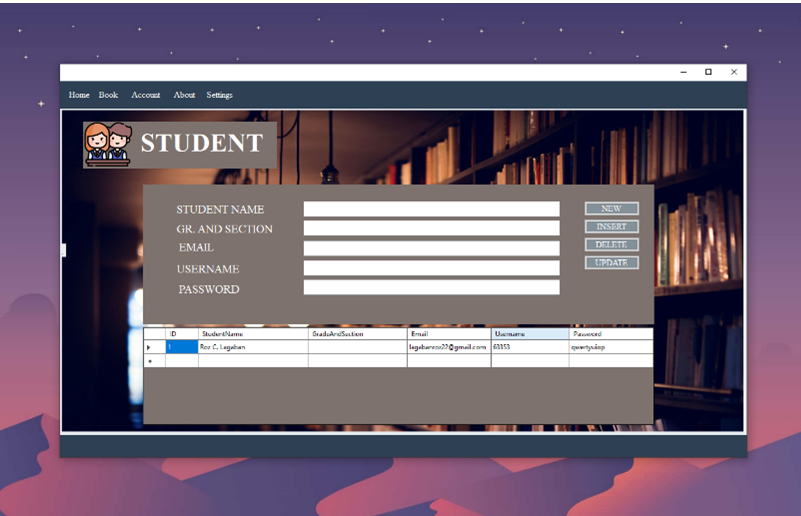 Home Book Account About Settings
STUDENT
STUDENT NAME
GR. AND SECTION
EMAIL
USERNAME
PASSWORD
NEW
INSERT
DELETE
UPDATE
ID StudentName GradeAndSection Email Username Password
1 Roz C. Lagaban lagabanroz22@gmail.com 63353